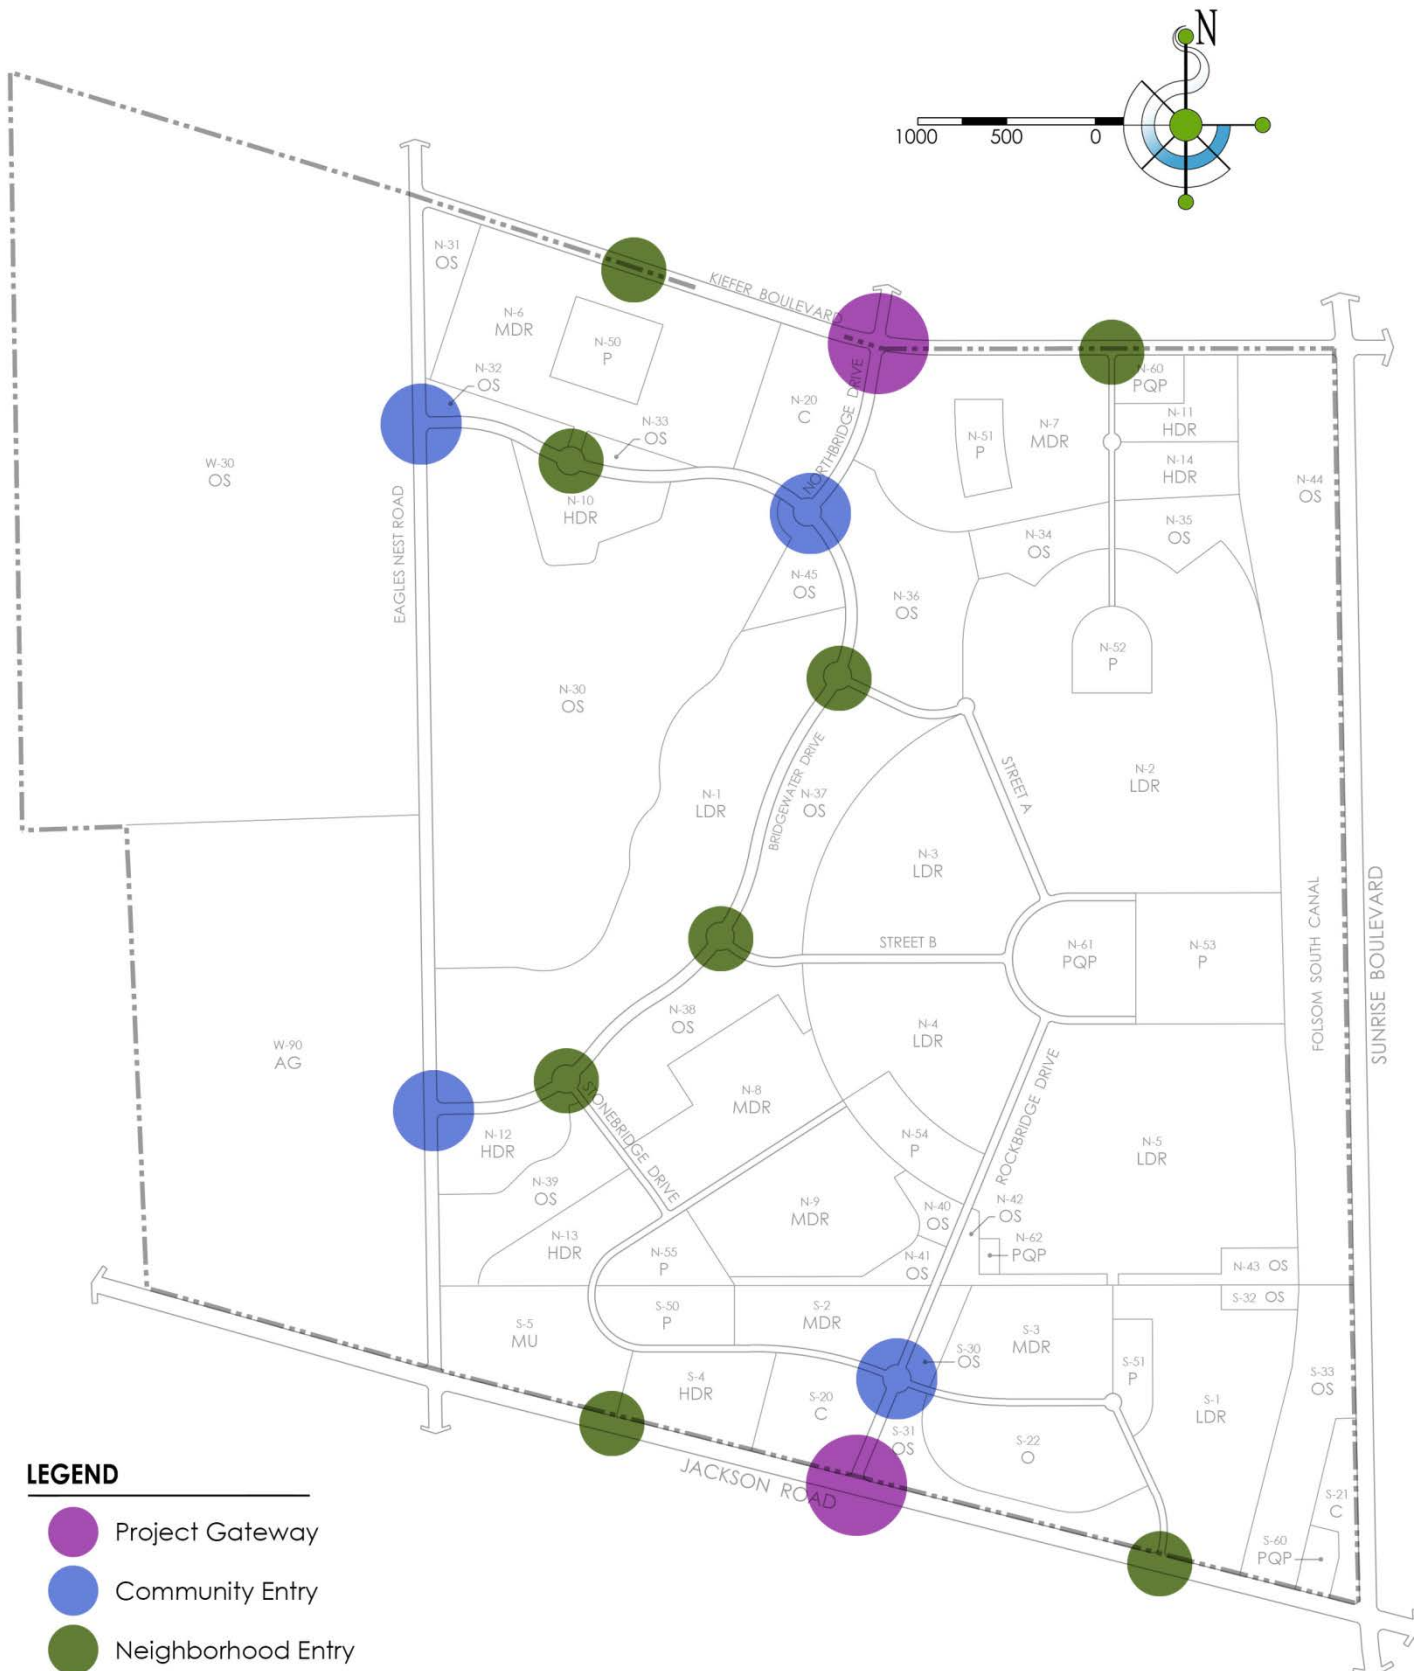 N
1000 500 0
N-31
OS
KIEFER BOULEVARD
N-6
MDR
N-50
P
N-32
OS
N-20
C
NORTHBRIDGE DRIVE
N-60
PQP
N-33
OS
N-51
P
N-7
MDR
N-11
HDR
N-14
HDR
W-30
OS
N-10
HDR
N-44
OS
EAGLES NEST ROAD
N-34
OS
N-35
OS
N-45
OS
N-36
OS
N-52
P
N-30
OS
N-1
LDR
BRIDGEWATER DRIVE
N-37
OS
STREET A
N-2
LDR
N-3
LDR
STREET B
N-61
PQP
N-53
P
FOLSOM SOUTH CANAL
SUNRISE BOULEVARD
N-38
OS
N-4
LDR
W-90
AG
N-8
MDR
STONEBRIDGE DRIVE
ROCKBRIDGE DRIVE
N-12
HDR
N-54
P
N-5
LDR
N-39
OS
N-9
MDR
N-40
OS
N-42
OS
N-13
HDR
N-55
P
N-41
OS
N-62
PQP
N-43 OS
S-32 OS
S-5
MU
S-50
P
S-2
MDR
S-30
OS
S-3
MDR
S-51
P
S-33
OS
S-4
HDR
S-20
C
S-1
LDR
S-31
OS
S-22
O
JACKSON ROAD
S-21
C
S-60
PQP
LEGEND
Project Gateway
Community Entry
Neighborhood Entry